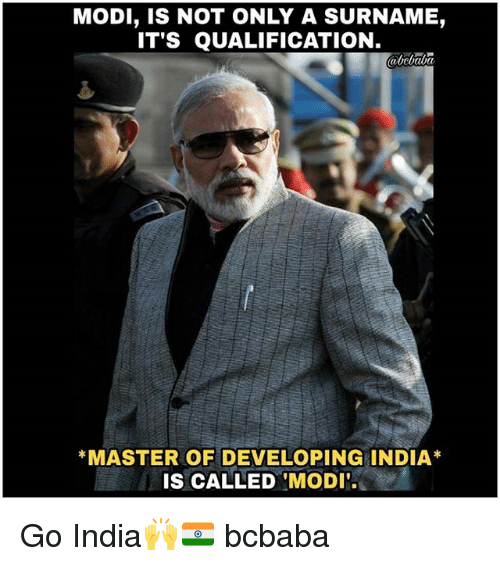 MODI, IS NOT ONLY A SURNAME,
IT'S QUALIFICATION.
@bcbaba
*MASTER OF DEVELOPING INDIA*
IS CALLED 'MODI'.
Go India🙌🇮🇳 bcbaba